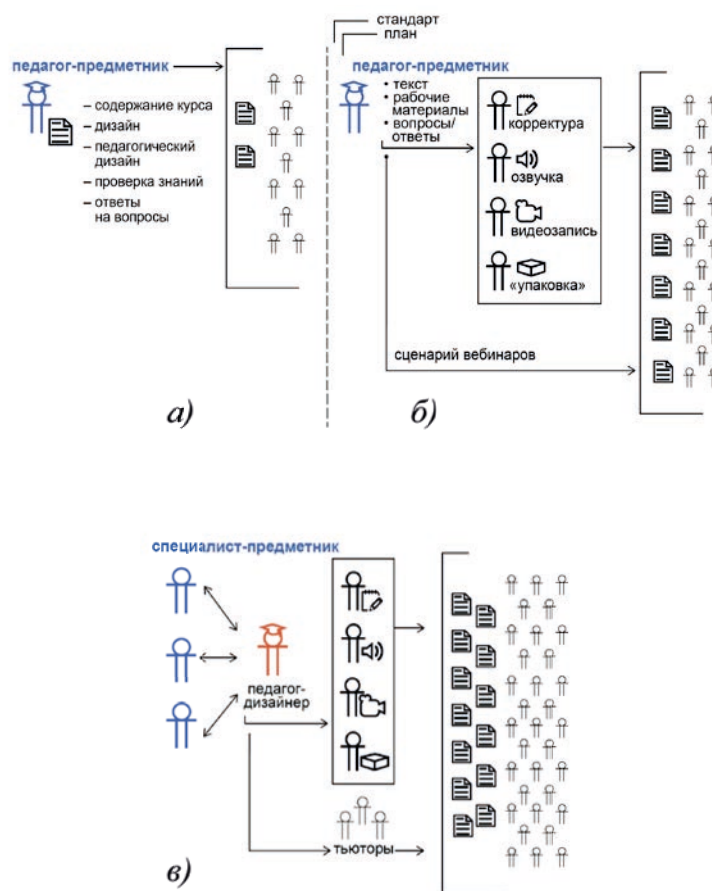 педагог-предметник
– содержание курса
– дизайн
– педагогический
дизайн
– проверка знаний
– ответы
на вопросы
а)
стандарт
план
педагог-предметник
• текст
• рабочие
материалы
• вопросы/
ответы
корректура
озвучка
видеозапись
«упаковка»
сценарий вебинаров
б)
специалист-предметник
педагог-
дизайнер
тьюторы
в)